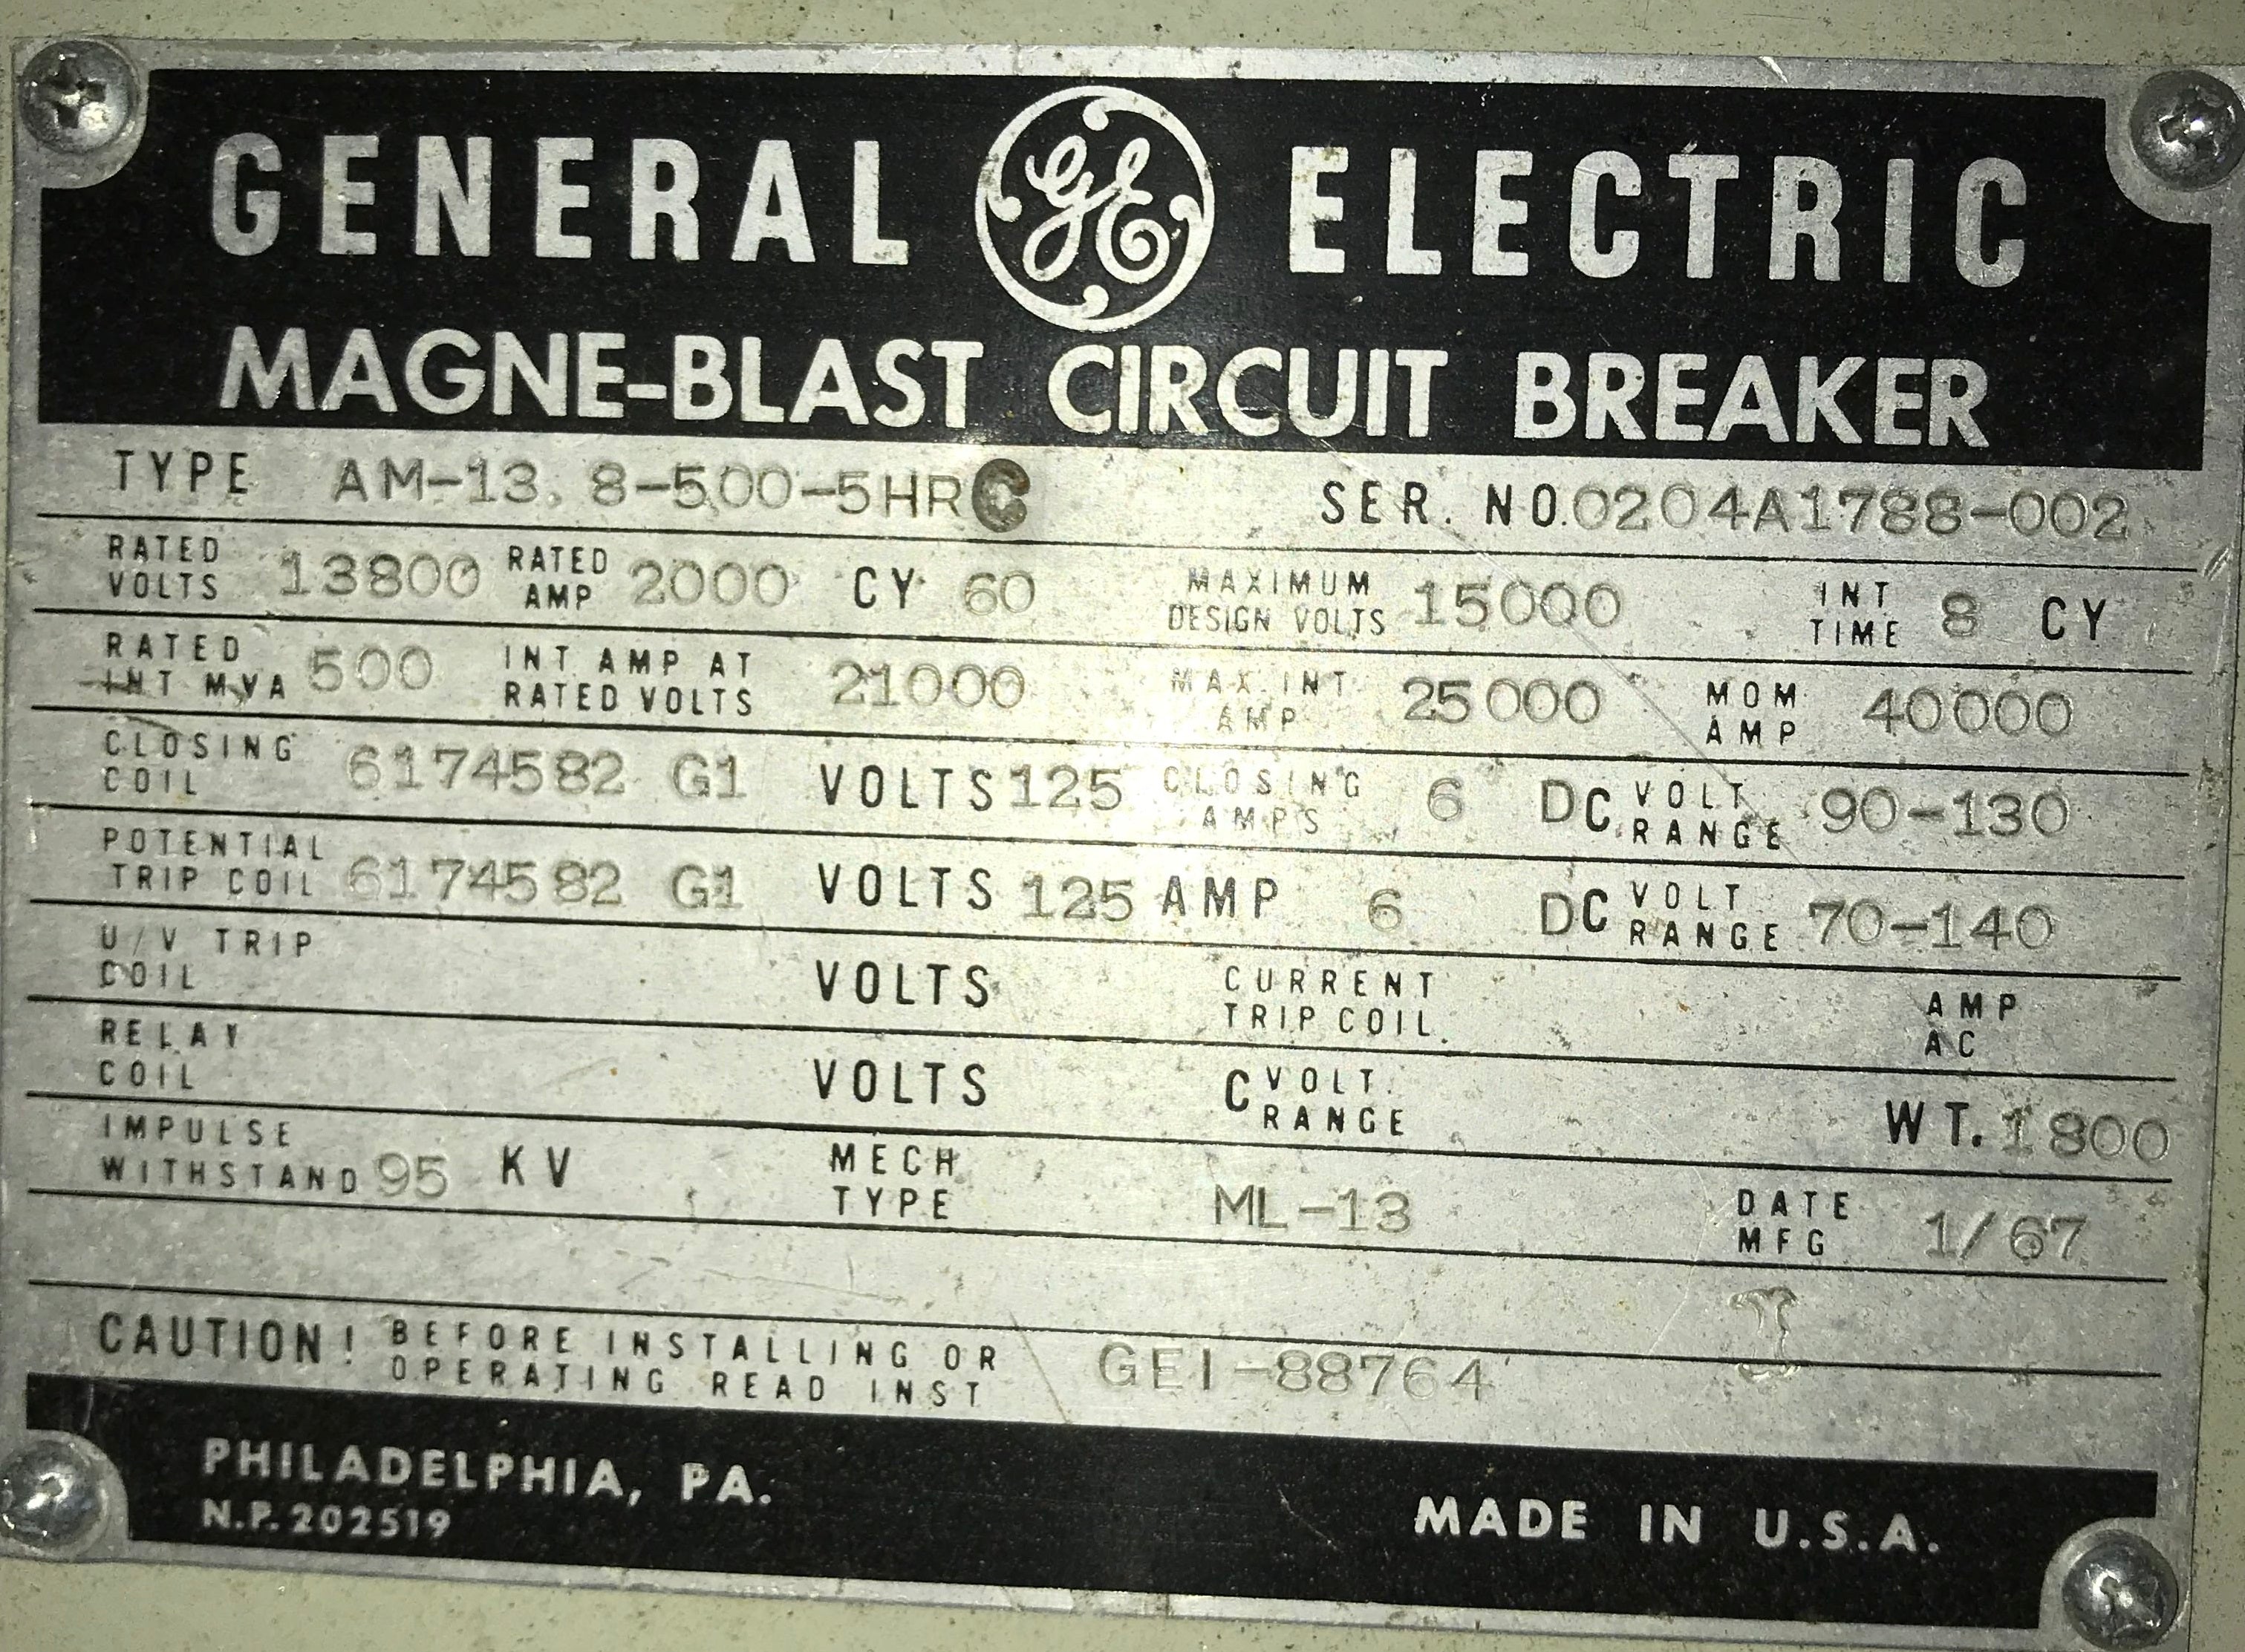 GENERAL GE ELECTRIC
MAGNE-BLAST CIRCUIT BREAKER
TYPE AM-13.8-500-5HRC SER. NO. 0204A1788-002
RATED VOLTS 13800 RATED AMP 2000 CY 60 MAXIMUM DESIGN VOLTS 15000 INT TIME 8 CY
RATED INT MVA 500 INT AMP AT RATED VOLTS 21000 MAX INT AMP 25000 MOM AMP 40000
CLOSING COIL 6174582 G1 VOLTS 125 CLOSING AMPS 6 DC VOLT RANGE 90-130
POTENTIAL TRIP COIL 6174582 G1 VOLTS 125 AMP 6 DC VOLT RANGE 70-140
U/V TRIP COIL VOLTS CURRENT TRIP COIL AMP AC
RELAY COIL VOLTS C VOLT. RANGE WT. 1800
IMPULSE WITHSTAND 95 KV MECH TYPE ML-13 DATE MFG 1/67
CAUTION! BEFORE INSTALLING OR OPERATING READ INST GEI-88764
PHILADELPHIA, PA.
N.P. 202519
MADE IN U.S.A.